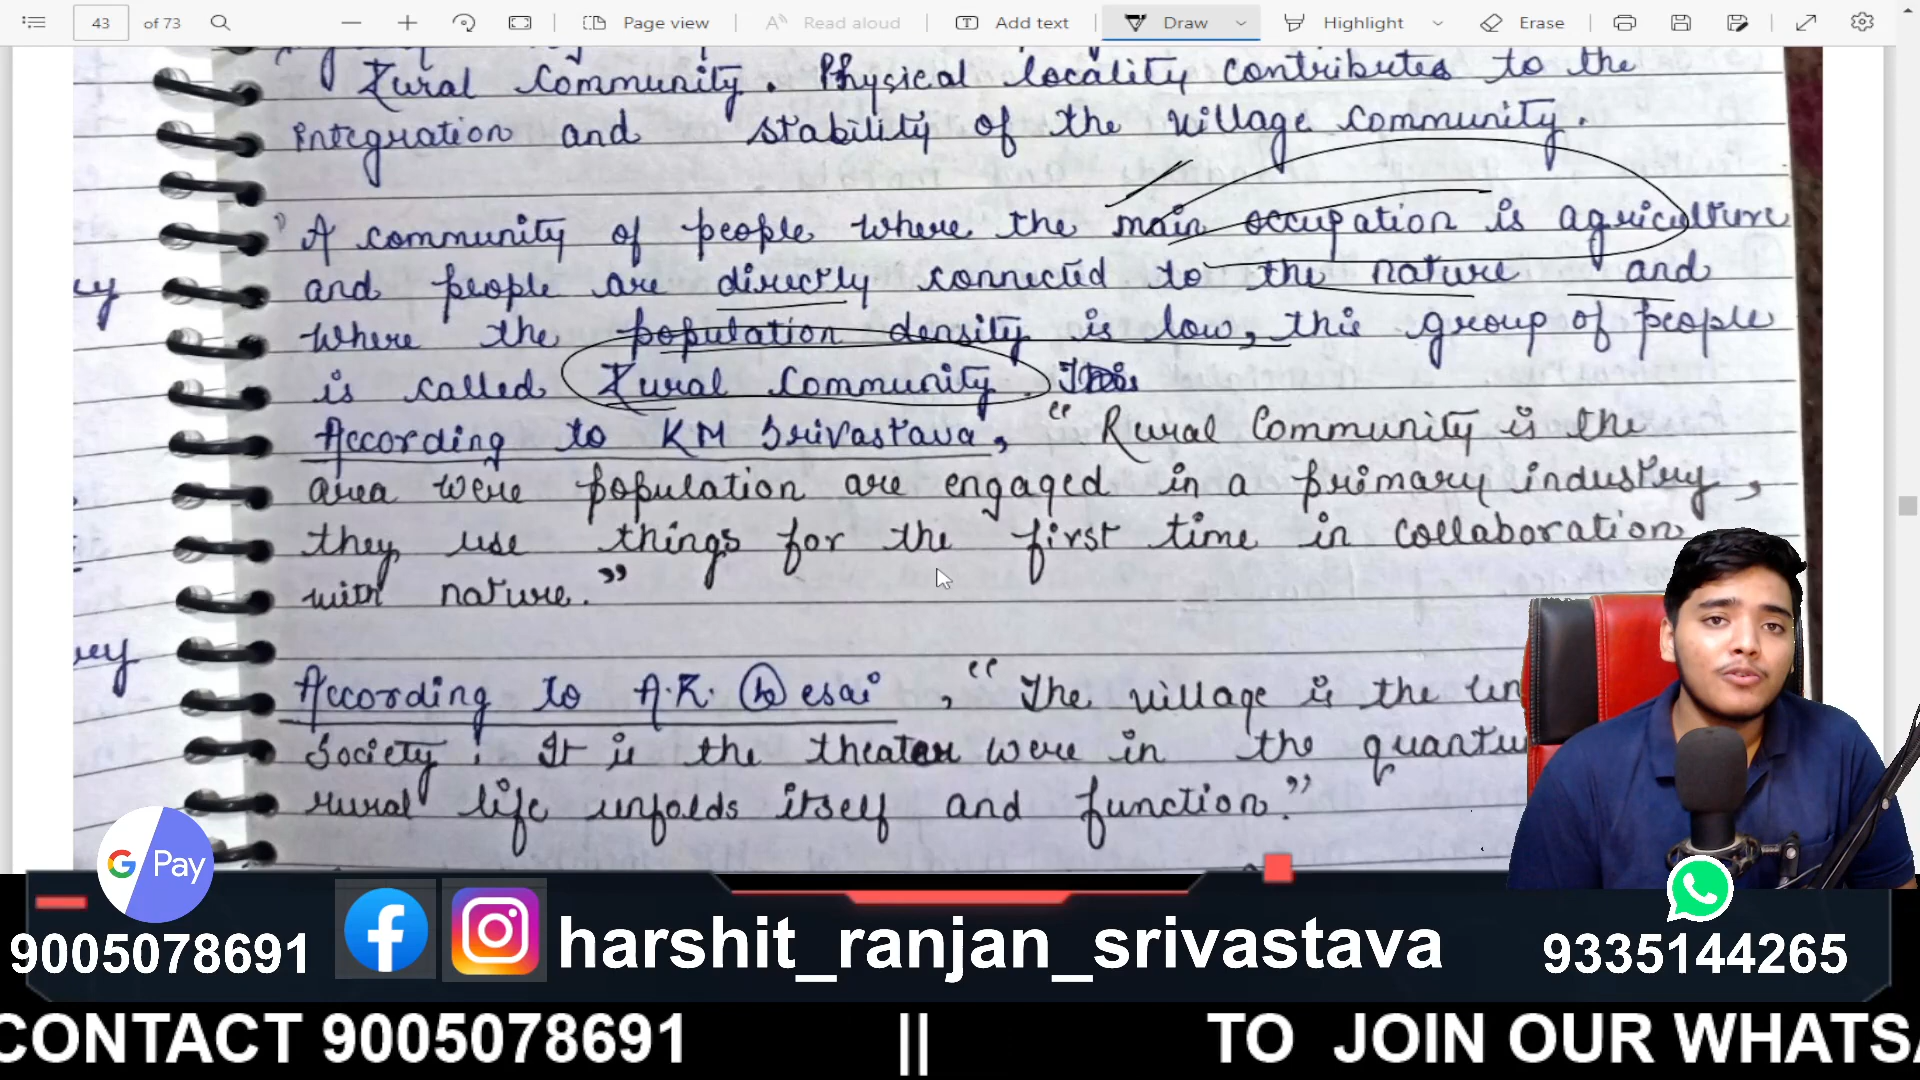 43 of 73 Page view Read aloud Add text Draw Highlight Erase
Rural Community. Physical locality contributes to the
integration and stability of the village community.
A community of people where the main occupation is agriculture
and people are directly connected to the nature and
where the population density is low, this group of people
is called Rural Community.
According to KM Srivastava, "Rural Community is the
area were population are engaged in a primary industry,
they use things for the first time in collaboration
with nature."
According to A.R. Desai, "The village is the
Society. It is the theater were in the
rural life unfolds itself and function."
G Pay
9005078691
harshit_ranjan_srivastava
9335144265
CONTACT 9005078691 || TO JOIN OUR WHATS